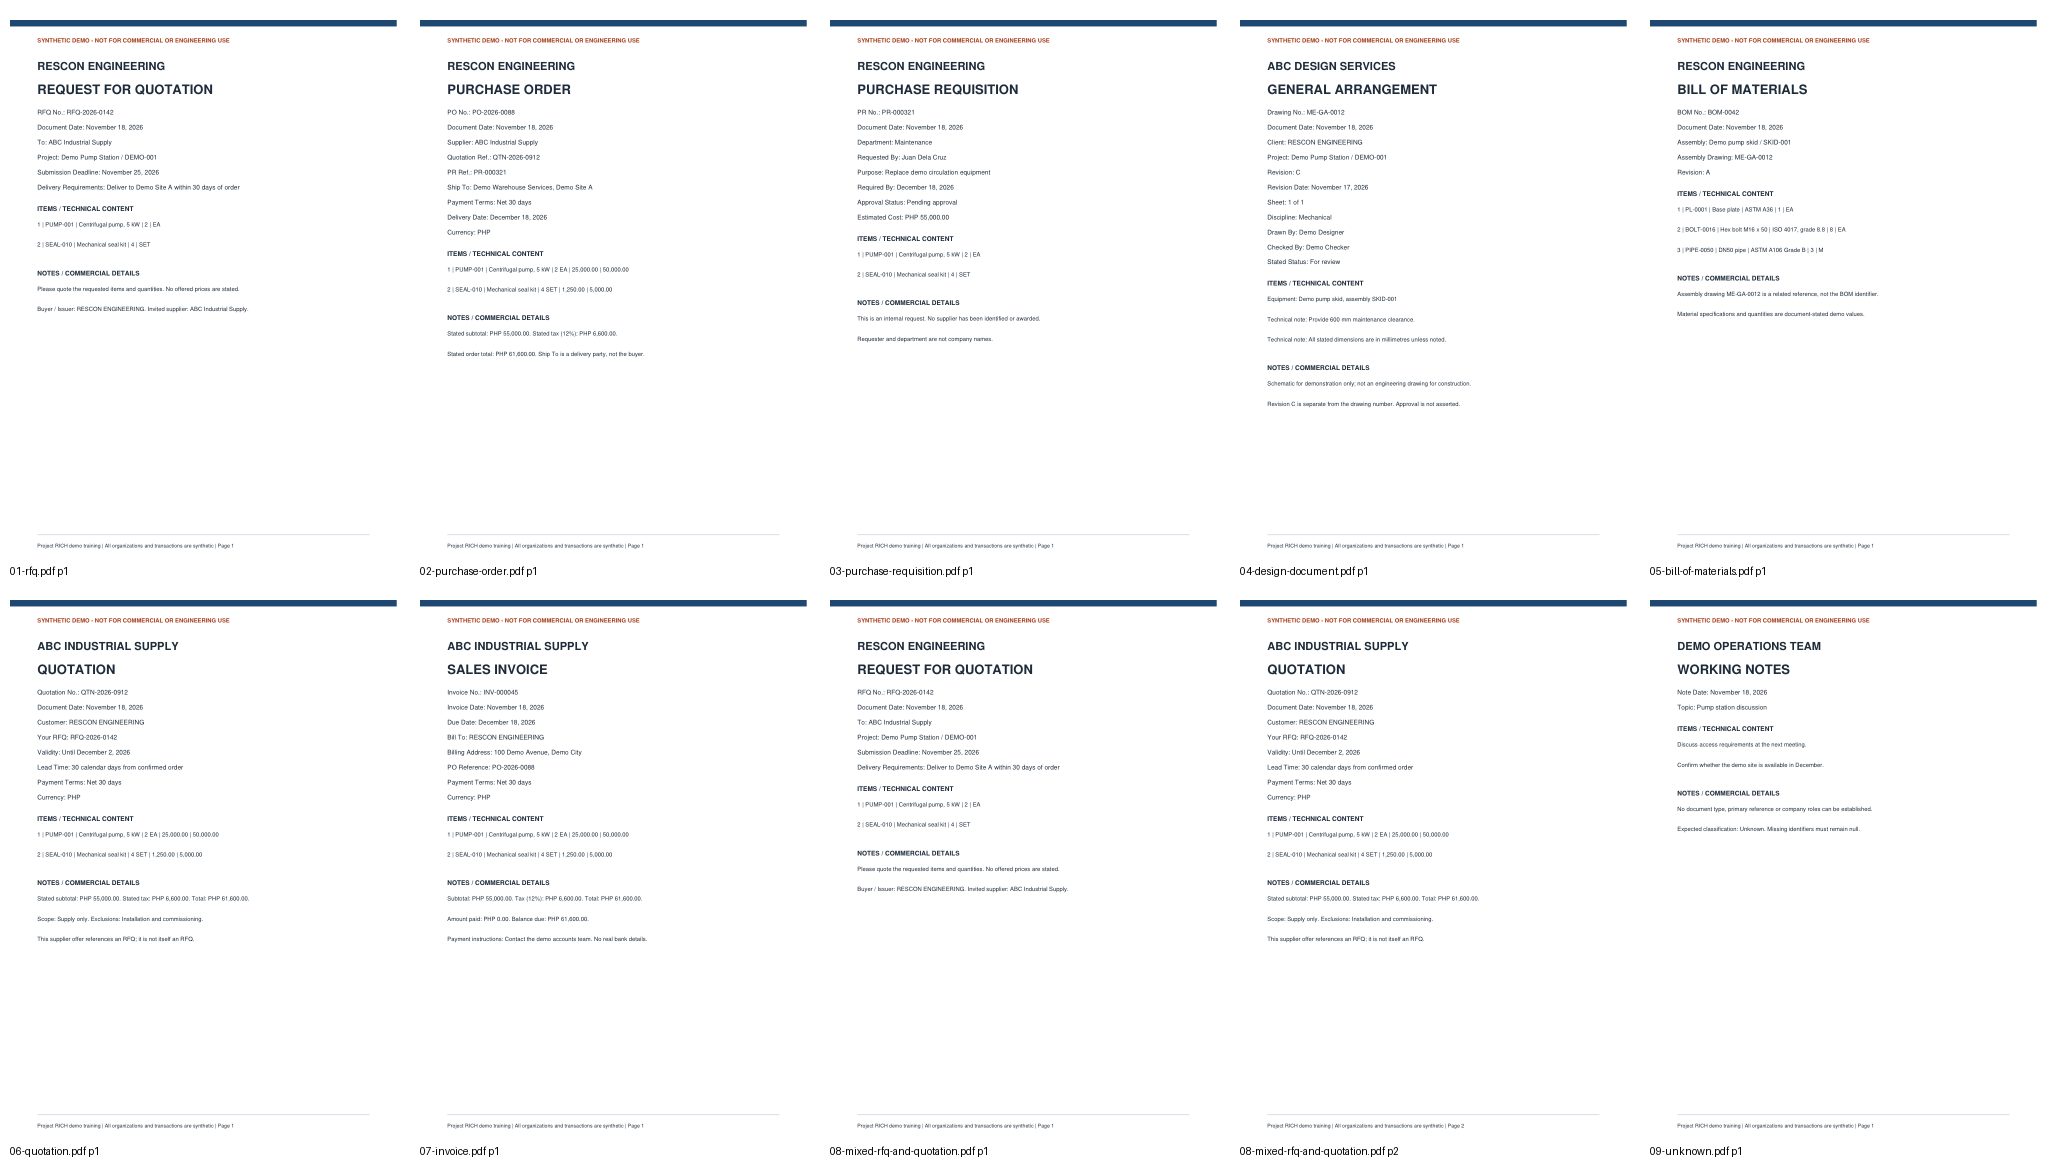 SYNTHETIC DEMO - NOT FOR COMMERCIAL OR ENGINEERING USE
RESCON ENGINEERING
REQUEST FOR QUOTATION
RFQ No.: RFQ-2026-0142
Document Date: November 18, 2026
To: ABC Industrial Supply
Project: Demo Pump Station / DEMO-001
Submission Deadline: November 25, 2026
Delivery Requirements: Deliver to Demo Site A within 30 days of order
ITEMS / TECHNICAL CONTENT
1 | PUMP-001 | Centrifugal pump, 5 kW | 2 | EA
2 | SEAL-010 | Mechanical seal kit | 4 | SET
NOTES / COMMERCIAL DETAILS
Please quote the requested items and quantities. No offered prices are stated.
Buyer / Issuer: RESCON ENGINEERING. Invited supplier: ABC Industrial Supply.
Project RICH demo training | All organizations and transactions are synthetic | Page 1
01-rfq.pdf p1
SYNTHETIC DEMO - NOT FOR COMMERCIAL OR ENGINEERING USE
RESCON ENGINEERING
PURCHASE ORDER
PO No.: PO-2026-0088
Document Date: November 18, 2026
Supplier: ABC Industrial Supply
Quotation Ref.: QTN-2026-0912
PR Ref.: PR-000321
Ship To: Demo Warehouse Services, Demo Site A
Payment Terms: Net 30 days
Delivery Date: December 18, 2026
Currency: PHP
ITEMS / TECHNICAL CONTENT
1 | PUMP-001 | Centrifugal pump, 5 kW | 2 EA | 25,000.00 | 50,000.00
2 | SEAL-010 | Mechanical seal kit | 4 SET | 1,250.00 | 5,000.00
NOTES / COMMERCIAL DETAILS
Stated subtotal: PHP 55,000.00. Stated tax (12%): PHP 6,600.00.
Stated order total: PHP 61,600.00. Ship To is a delivery party, not the buyer.
Project RICH demo training | All organizations and transactions are synthetic | Page 1
02-purchase-order.pdf p1
SYNTHETIC DEMO - NOT FOR COMMERCIAL OR ENGINEERING USE
RESCON ENGINEERING
PURCHASE REQUISITION
PR No.: PR-000321
Document Date: November 18, 2026
Department: Maintenance
Requested By: Juan Dela Cruz
Purpose: Replace demo circulation equipment
Required By: December 18, 2026
Approval Status: Pending approval
Estimated Cost: PHP 55,000.00
ITEMS / TECHNICAL CONTENT
1 | PUMP-001 | Centrifugal pump, 5 kW | 2 | EA
2 | SEAL-010 | Mechanical seal kit | 4 | SET
NOTES / COMMERCIAL DETAILS
This is an internal request. No supplier has been identified or awarded.
Requester and department are not company names.
Project RICH demo training | All organizations and transactions are synthetic | Page 1
03-purchase-requisition.pdf p1
SYNTHETIC DEMO - NOT FOR COMMERCIAL OR ENGINEERING USE
ABC DESIGN SERVICES
GENERAL ARRANGEMENT
Drawing No.: ME-GA-0012
Document Date: November 18, 2026
Client: RESCON ENGINEERING
Project: Demo Pump Station / DEMO-001
Revision: C
Revision Date: November 17, 2026
Sheet: 1 of 1
Discipline: Mechanical
Drawn By: Demo Designer
Checked By: Demo Checker
Stated Status: For review
ITEMS / TECHNICAL CONTENT
Equipment: Demo pump skid, assembly SKID-001
Technical note: Provide 600 mm maintenance clearance.
Technical note: All stated dimensions are in millimetres unless noted.
NOTES / COMMERCIAL DETAILS
Schematic for demonstration only; not an engineering drawing for construction.
Revision C is separate from the drawing number. Approval is not asserted.
Project RICH demo training | All organizations and transactions are synthetic | Page 1
04-design-document.pdf p1
SYNTHETIC DEMO - NOT FOR COMMERCIAL OR ENGINEERING USE
RESCON ENGINEERING
BILL OF MATERIALS
BOM No.: BOM-0042
Document Date: November 18, 2026
Assembly: Demo pump skid / SKID-001
Assembly Drawing: ME-GA-0012
Revision: A
ITEMS / TECHNICAL CONTENT
1 | PL-0001 | Base plate | ASTM A36 | 1 | EA
2 | BOLT-0016 | Hex bolt M16 x 50 | ISO 4017, grade 8.8 | 8 | EA
3 | PIPE-0050 | DN50 pipe | ASTM A106 Grade B | 3 | M
NOTES / COMMERCIAL DETAILS
Assembly drawing ME-GA-0012 is a related reference, not the BOM identifier.
Material specifications and quantities are document-stated demo values.
Project RICH demo training | All organizations and transactions are synthetic | Page 1
05-bill-of-materials.pdf p1
SYNTHETIC DEMO - NOT FOR COMMERCIAL OR ENGINEERING USE
ABC INDUSTRIAL SUPPLY
QUOTATION
Quotation No.: QTN-2026-0912
Document Date: November 18, 2026
Customer: RESCON ENGINEERING
Your RFQ: RFQ-2026-0142
Validity: Until December 2, 2026
Lead Time: 30 calendar days from confirmed order
Payment Terms: Net 30 days
Currency: PHP
ITEMS / TECHNICAL CONTENT
1 | PUMP-001 | Centrifugal pump, 5 kW | 2 EA | 25,000.00 | 50,000.00
2 | SEAL-010 | Mechanical seal kit | 4 SET | 1,250.00 | 5,000.00
NOTES / COMMERCIAL DETAILS
Stated subtotal: PHP 55,000.00. Stated tax: PHP 6,600.00. Total: PHP 61,600.00.
Scope: Supply only. Exclusions: Installation and commissioning.
This supplier offer references an RFQ; it is not itself an RFQ.
Project RICH demo training | All organizations and transactions are synthetic | Page 1
06-quotation.pdf p1
SYNTHETIC DEMO - NOT FOR COMMERCIAL OR ENGINEERING USE
ABC INDUSTRIAL SUPPLY
SALES INVOICE
Invoice No.: INV-000045
Invoice Date: November 18, 2026
Due Date: December 18, 2026
Bill To: RESCON ENGINEERING
Billing Address: 100 Demo Avenue, Demo City
PO Reference: PO-2026-0088
Payment Terms: Net 30 days
Currency: PHP
ITEMS / TECHNICAL CONTENT
1 | PUMP-001 | Centrifugal pump, 5 kW | 2 EA | 25,000.00 | 50,000.00
2 | SEAL-010 | Mechanical seal kit | 4 SET | 1,250.00 | 5,000.00
NOTES / COMMERCIAL DETAILS
Subtotal: PHP 55,000.00. Tax (12%): PHP 6,600.00. Total: PHP 61,600.00.
Amount paid: PHP 0.00. Balance due: PHP 61,600.00.
Payment instructions: Contact the demo accounts team. No real bank details.
Project RICH demo training | All organizations and transactions are synthetic | Page 1
07-invoice.pdf p1
SYNTHETIC DEMO - NOT FOR COMMERCIAL OR ENGINEERING USE
RESCON ENGINEERING
REQUEST FOR QUOTATION
RFQ No.: RFQ-2026-0142
Document Date: November 18, 2026
To: ABC Industrial Supply
Project: Demo Pump Station / DEMO-001
Submission Deadline: November 25, 2026
Delivery Requirements: Deliver to Demo Site A within 30 days of order
ITEMS / TECHNICAL CONTENT
1 | PUMP-001 | Centrifugal pump, 5 kW | 2 | EA
2 | SEAL-010 | Mechanical seal kit | 4 | SET
NOTES / COMMERCIAL DETAILS
Please quote the requested items and quantities. No offered prices are stated.
Buyer / Issuer: RESCON ENGINEERING. Invited supplier: ABC Industrial Supply.
Project RICH demo training | All organizations and transactions are synthetic | Page 1
08-mixed-rfq-and-quotation.pdf p1
SYNTHETIC DEMO - NOT FOR COMMERCIAL OR ENGINEERING USE
ABC INDUSTRIAL SUPPLY
QUOTATION
Quotation No.: QTN-2026-0912
Document Date: November 18, 2026
Customer: RESCON ENGINEERING
Your RFQ: RFQ-2026-0142
Validity: Until December 2, 2026
Lead Time: 30 calendar days from confirmed order
Payment Terms: Net 30 days
Currency: PHP
ITEMS / TECHNICAL CONTENT
1 | PUMP-001 | Centrifugal pump, 5 kW | 2 EA | 25,000.00 | 50,000.00
2 | SEAL-010 | Mechanical seal kit | 4 SET | 1,250.00 | 5,000.00
NOTES / COMMERCIAL DETAILS
Stated subtotal: PHP 55,000.00. Stated tax: PHP 6,600.00. Total: PHP 61,600.00.
Scope: Supply only. Exclusions: Installation and commissioning.
This supplier offer references an RFQ; it is not itself an RFQ.
Project RICH demo training | All organizations and transactions are synthetic | Page 2
08-mixed-rfq-and-quotation.pdf p2
SYNTHETIC DEMO - NOT FOR COMMERCIAL OR ENGINEERING USE
DEMO OPERATIONS TEAM
WORKING NOTES
Note Date: November 18, 2026
Topic: Pump station discussion
ITEMS / TECHNICAL CONTENT
Discuss access requirements at the next meeting.
Confirm whether the demo site is available in December.
NOTES / COMMERCIAL DETAILS
No document type, primary reference or company roles can be established.
Expected classification: Unknown. Missing identifiers must remain null.
Project RICH demo training | All organizations and transactions are synthetic | Page 1
09-unknown.pdf p1